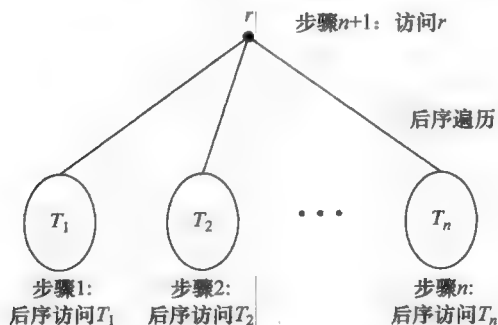 r
步骤n+1：访问r
后序遍历
T₁
T₂
Tₙ
步骤1:
后序访问T₁
步骤2:
后序访问T₂
步骤n:
后序访问Tₙ